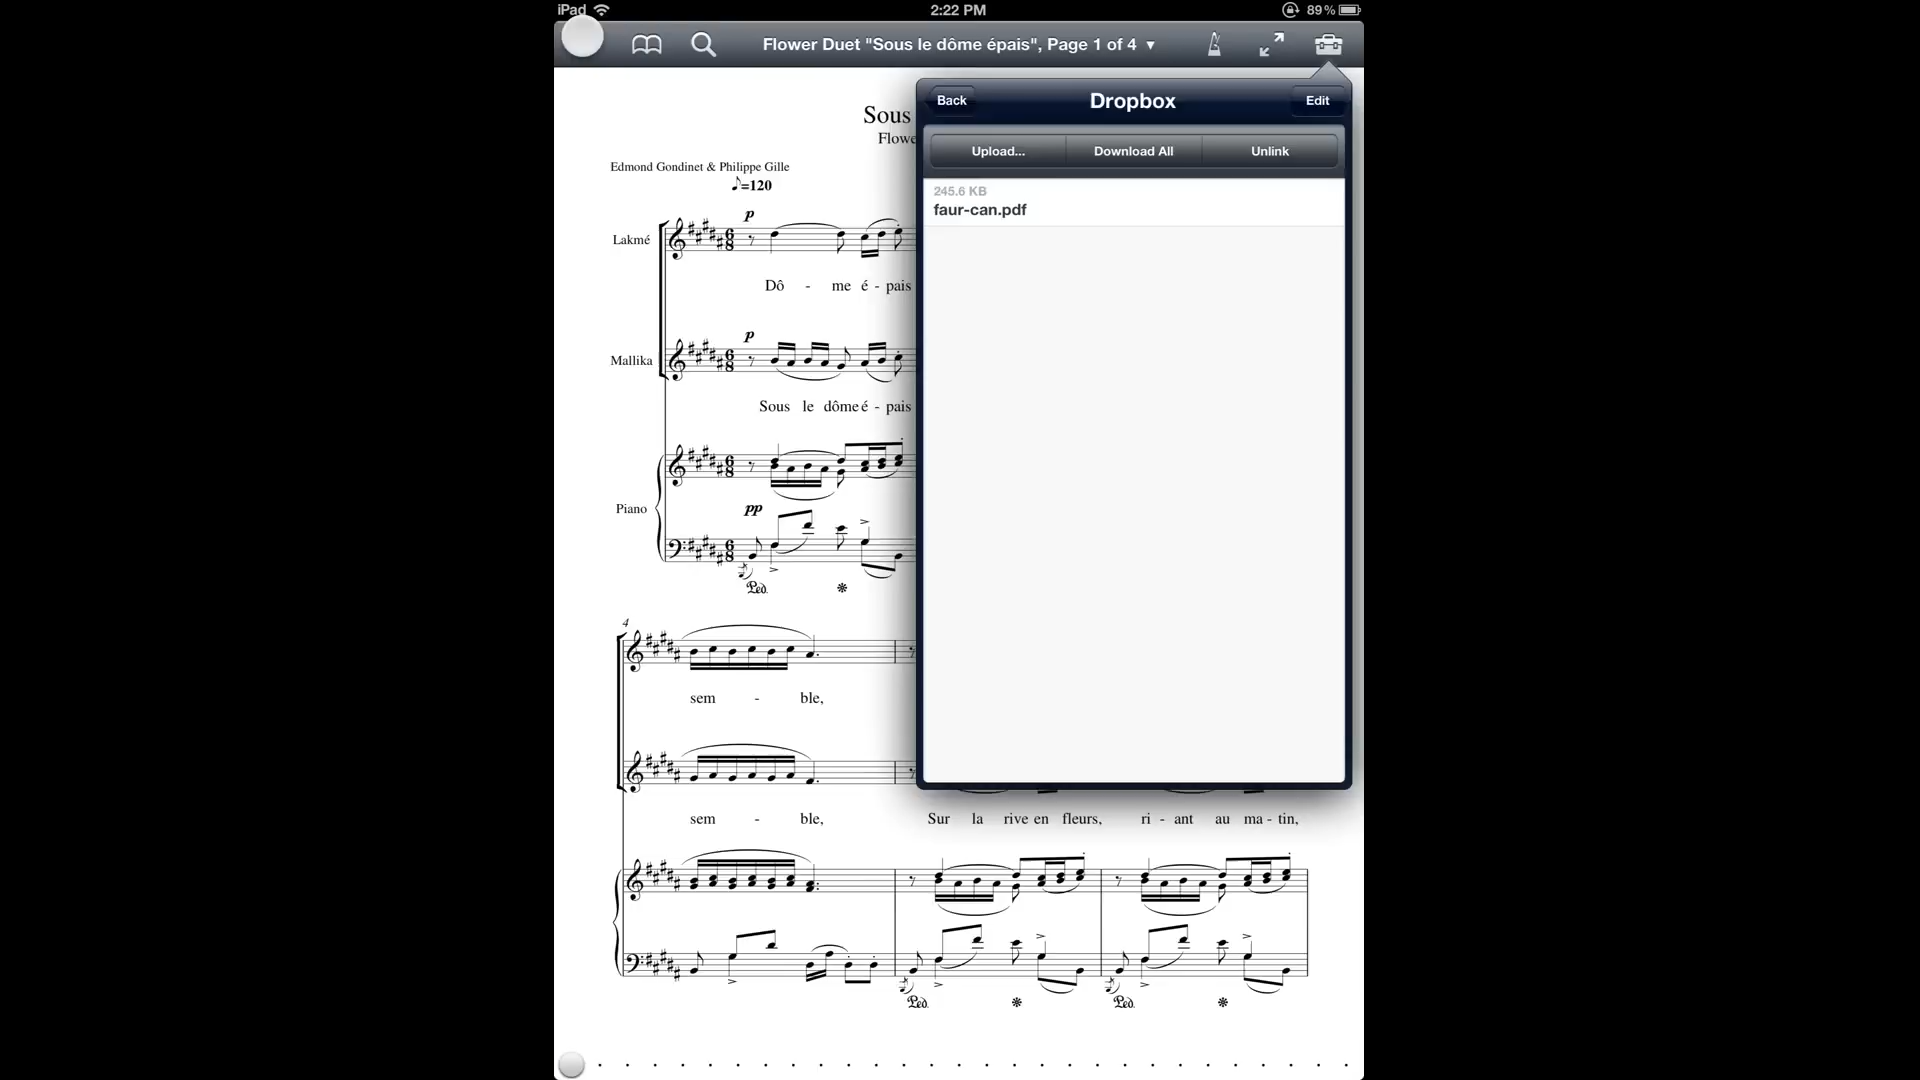 iPad 2:22 PM 89%
Flower Duet "Sous le dôme épais", Page 1 of 4 ▼
Back Dropbox Edit
Upload... Download All Unlink
245.6 KB
faur-can.pdf
Sous
Flowe
Edmond Gondinet & Philippe Gille
♪=120
p
Lakmé
Dô - me é - pais
p
Mallika
Sous le dôme é - pais
Piano
pp
Ped.
4
sem - ble,
sem - ble, Sur la rive en fleurs, ri - ant au ma - tin,
Ped. Ped.